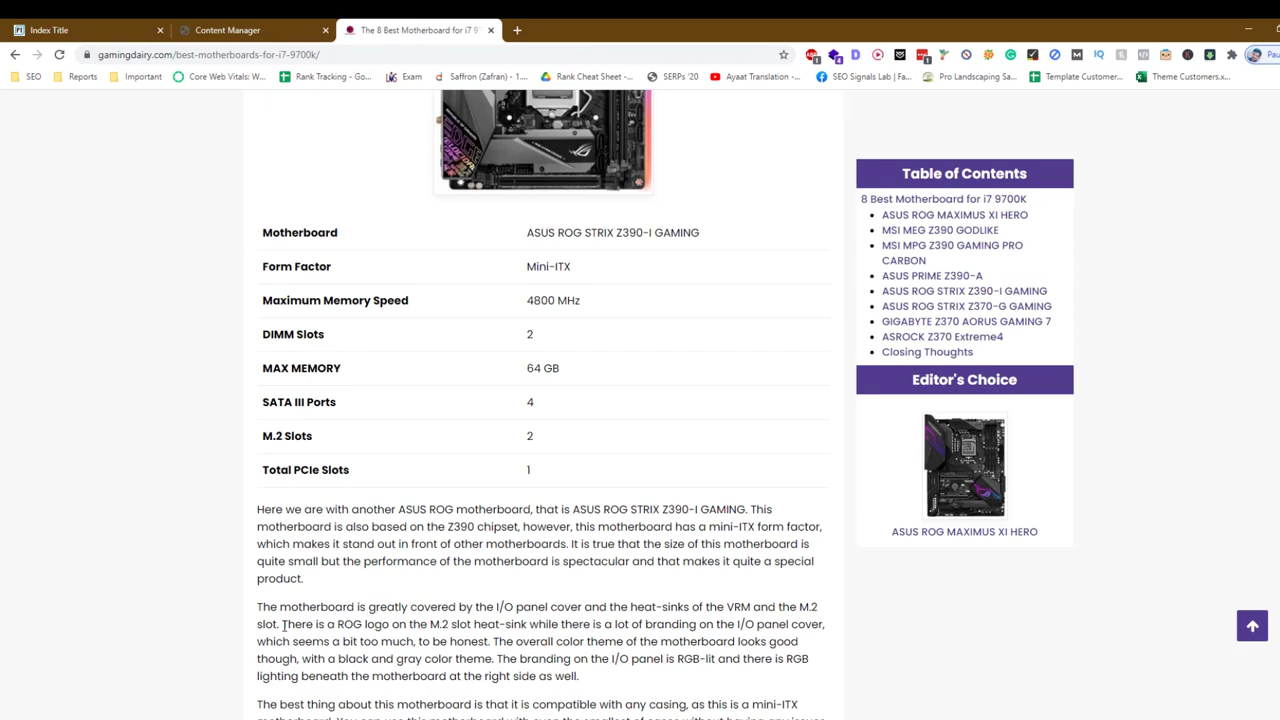 Index Title
Content Manager
The 8 Best Motherboard for i7 97
gamingdairy.com/best-motherboards-for-i7-9700k/
SEO
Reports
Important
Core Web Vitals: W...
Rank Tracking - Go...
Exam
Saffron (Zafran) - 1....
Rank Cheat Sheet -...
SERPs '20
Ayaat Translation -...
SEO Signals Lab | Fa...
Pro Landscaping Sa...
Template Customer...
Theme Customers.x...
Motherboard ASUS ROG STRIX Z390-I GAMING
Form Factor Mini-ITX
Maximum Memory Speed 4800 MHz
DIMM Slots 2
MAX MEMORY 64 GB
SATA III Ports 4
M.2 Slots 2
Total PCIe Slots 1
Here we are with another ASUS ROG motherboard, that is ASUS ROG STRIX Z390-I GAMING. This
motherboard is also based on the Z390 chipset, however, this motherboard has a mini-ITX form factor,
which makes it stand out in front of other motherboards. It is true that the size of this motherboard is
quite small but the performance of the motherboard is spectacular and that makes it quite a special
product.
The motherboard is greatly covered by the I/O panel cover and the heat-sinks of the VRM and the M.2
slot. There is a ROG logo on the M.2 slot heat-sink while there is a lot of branding on the I/O panel cover,
which seems a bit too much, to be honest. The overall color theme of the motherboard looks good
though, with a black and gray color theme. The branding on the I/O panel is RGB-lit and there is RGB
lighting beneath the motherboard at the right side as well.
The best thing about this motherboard is that it is compatible with any casing, as this is a mini-ITX
Table of Contents
8 Best Motherboard for i7 9700K
ASUS ROG MAXIMUS XI HERO
MSI MEG Z390 GODLIKE
MSI MPG Z390 GAMING PRO
CARBON
ASUS PRIME Z390-A
ASUS ROG STRIX Z390-I GAMING
ASUS ROG STRIX Z370-G GAMING
GIGABYTE Z370 AORUS GAMING 7
ASROCK Z370 Extreme4
Closing Thoughts
Editor's Choice
ASUS ROG MAXIMUS XI HERO